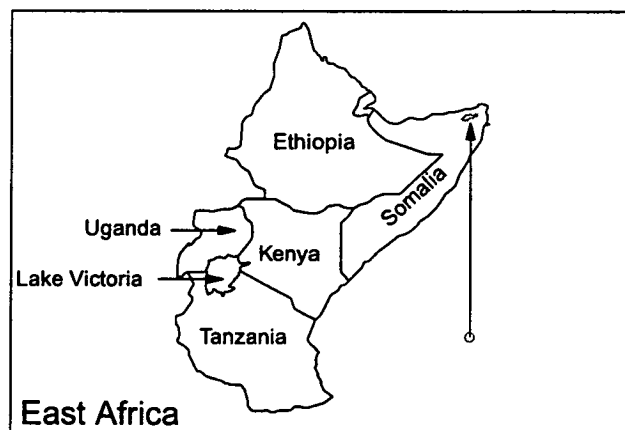 Ethiopia
Somalia
Uganda
Kenya
Lake Victoria
Tanzania
East Africa